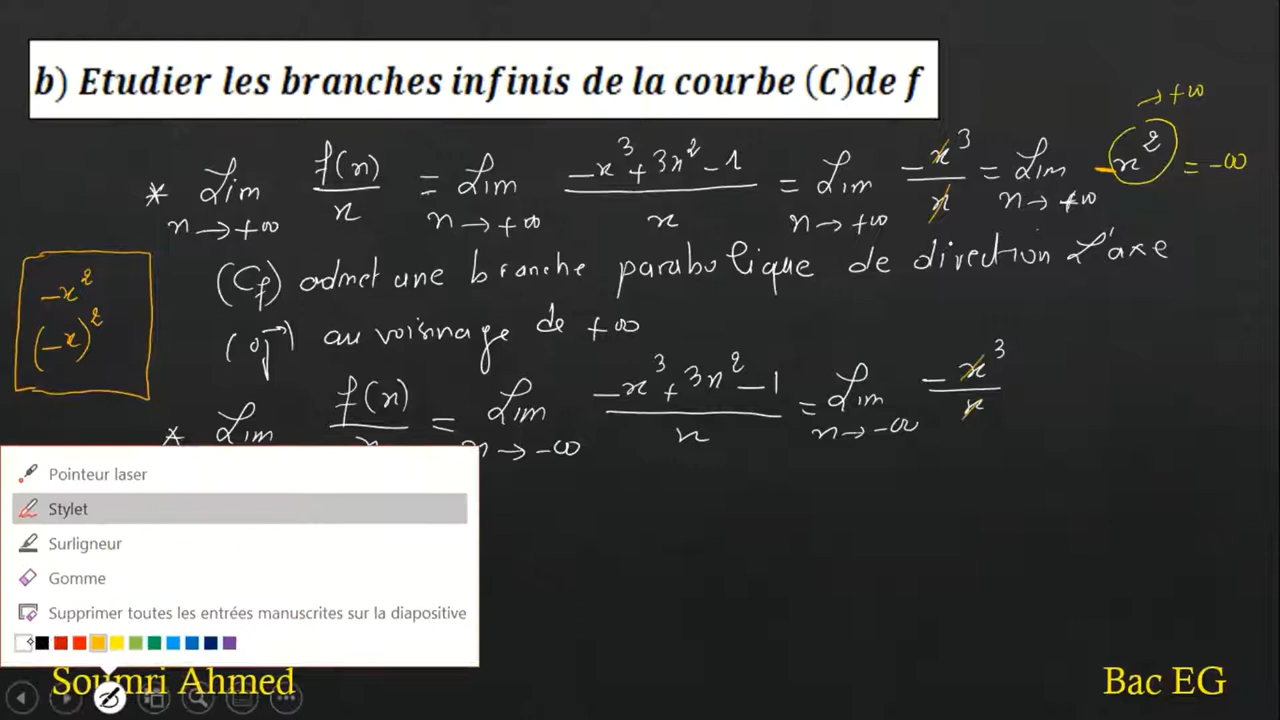 b) Etudier les branches infinis de la courbe (C)de f
→ +∞
* Lim f(x)/x = Lim -x³+3x²-1/x = Lim -x³/x = Lim -x² = -∞
x→+∞ x→+∞ x→+∞ x→+∞
(Cf) admet une branche parabolique de direction L'axe
-x²
(-x)²
(oj) au voisinage de +∞
* Lim f(x)/x = Lim -x³+3x²-1/x = Lim -x³/x
x→-∞ x→-∞
Pointeur laser
Stylet
Surligneur
Gomme
Supprimer toutes les entrées manuscrites sur la diapositive
Soumri Ahmed
Bac EG